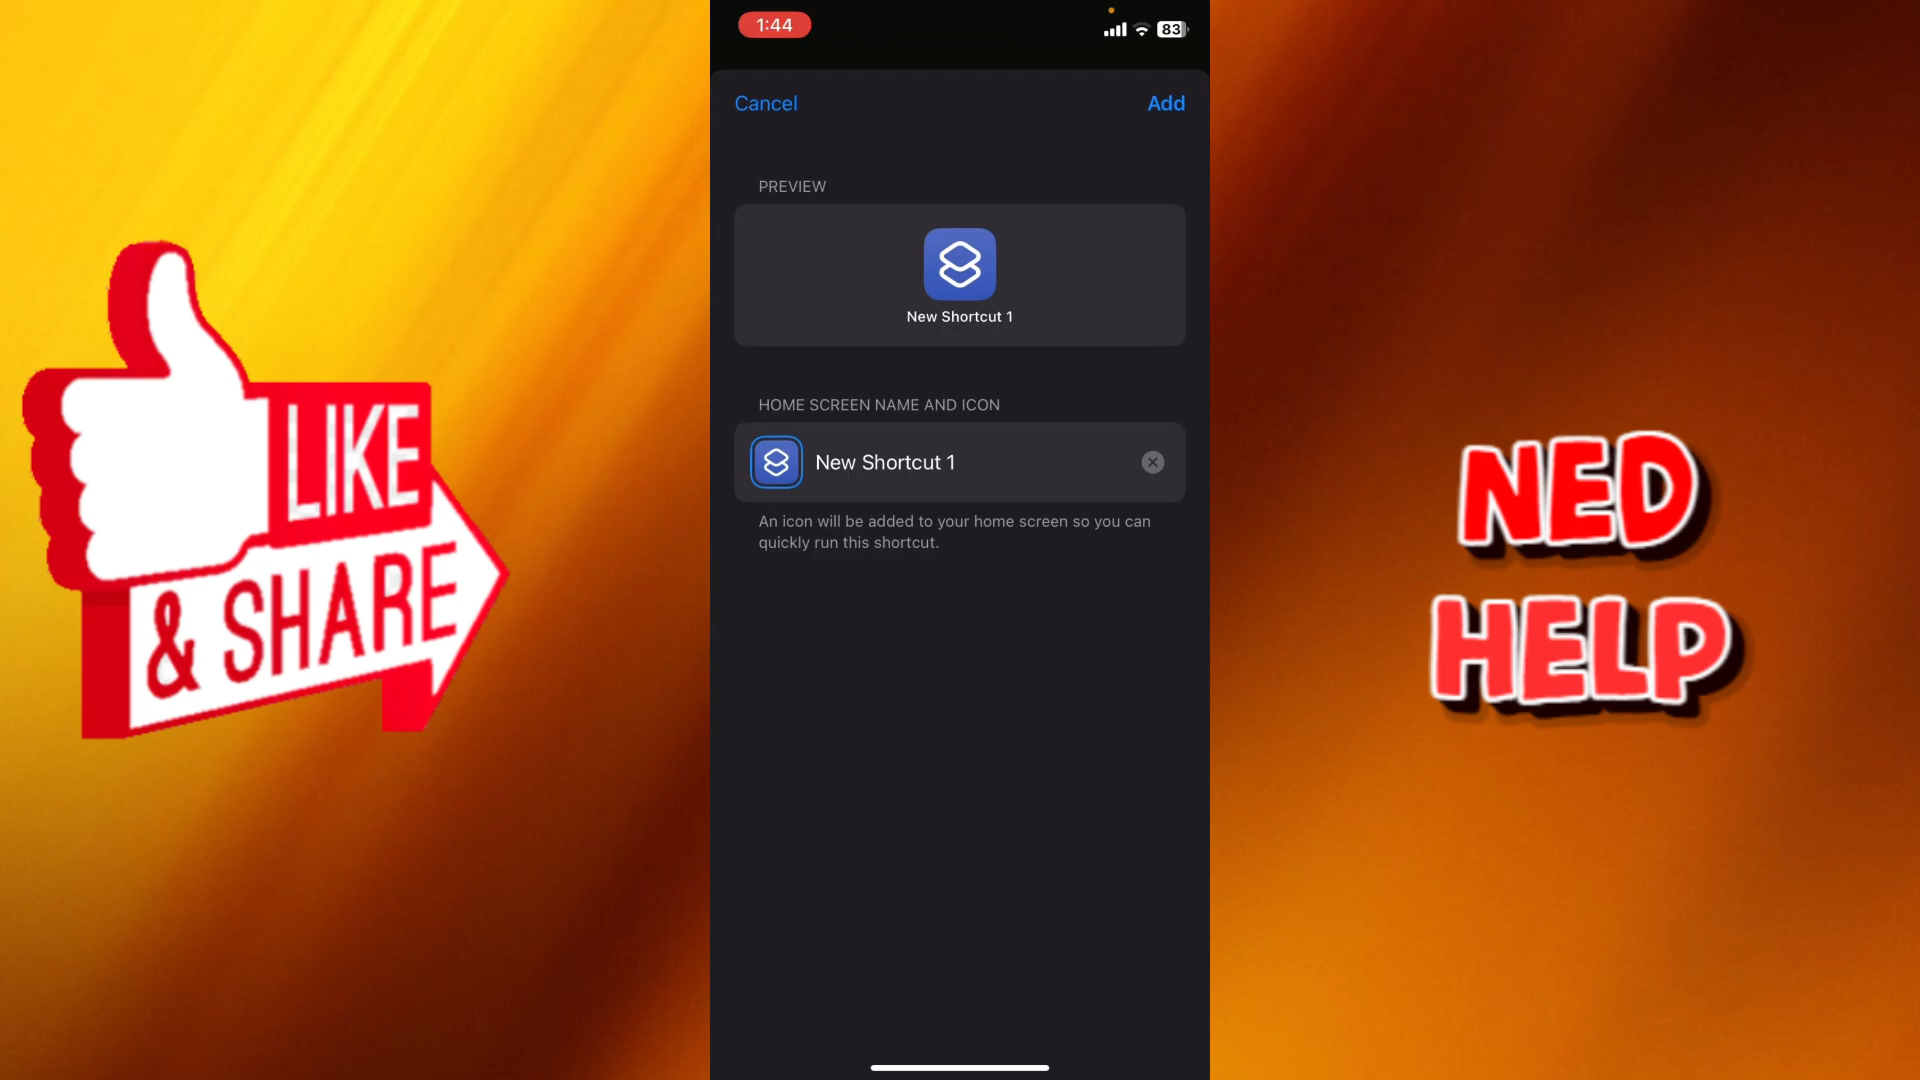 1:44
83
Cancel
Add
PREVIEW
New Shortcut 1
HOME SCREEN NAME AND ICON
New Shortcut 1
An icon will be added to your home screen so you can
quickly run this shortcut.
LIKE
& SHARE
NED
HELP